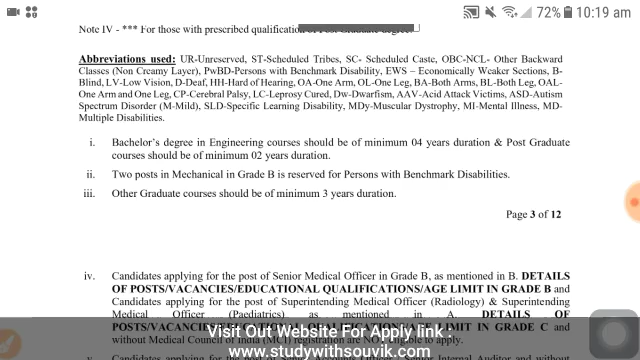 72% 10:19 am
Note IV - *** For those with prescribed qualification of Post Graduate degree.
Abbreviations used: UR-Unreserved, ST-Scheduled Tribes, SC- Scheduled Caste, OBC-NCL- Other Backward
Classes (Non Creamy Layer), PwBD-Persons with Benchmark Disability, EWS – Economically Weaker Sections, B-
Blind, LV-Low Vision, D-Deaf, HH-Hard of Hearing, OA-One Arm, OL-One Leg, BA-Both Arms, BL-Both Leg, OAL-
One Arm and One Leg, CP-Cerebral Palsy, LC-Leprosy Cured, Dw-Dwarfism, AAV-Acid Attack Victims, ASD-Autism
Spectrum Disorder (M-Mild), SLD-Specific Learning Disability, MDy-Muscular Dystrophy, MI-Mental Illness, MD-
Multiple Disabilities.
i. Bachelor's degree in Engineering courses should be of minimum 04 years duration & Post Graduate
courses should be of minimum 02 years duration.
ii. Two posts in Mechanical in Grade B is reserved for Persons with Benchmark Disabilities.
iii. Other Graduate courses should be of minimum 3 years duration.
Page 3 of 12
iv. Candidates applying for the post of Senior Medical Officer in Grade B, as mentioned in B. DETAILS
OF POSTS/VACANCIES/EDUCATIONAL QUALIFICATIONS/AGE LIMIT IN GRADE B and
Candidates applying for the post of Superintending Medical Officer (Radiology) & Superintending
Medical Officer (Paediatrics) as mentioned in A. DETAILS OF
POSTS/VACANCIES/EDUCATIONAL QUALIFICATIONS/AGE LIMIT IN GRADE C and
without Medical Council of India (MCI) registration are NOT eligible to apply.
Visit Out Website For Apply link :
www.studywithsouvik.com